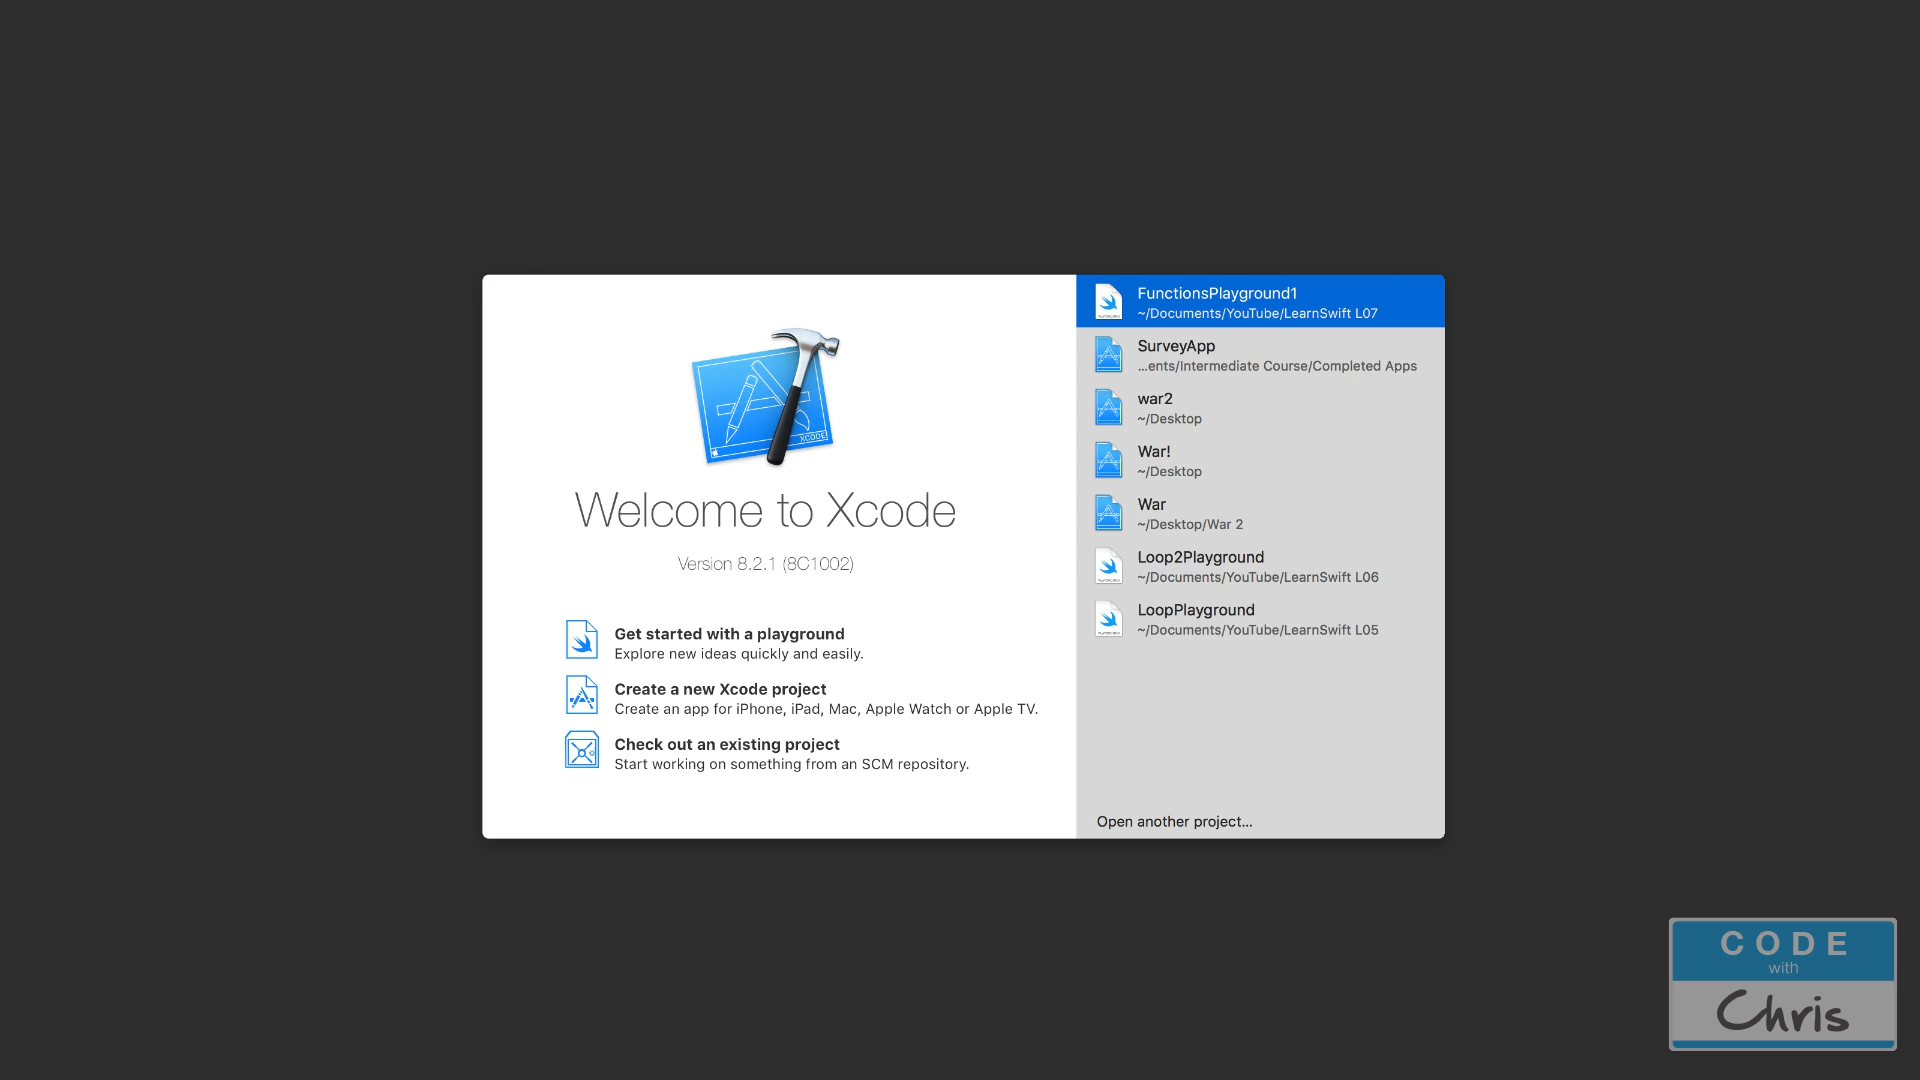 XCODE
Welcome to Xcode
Version 8.2.1 (8C1002)
Get started with a playground
Explore new ideas quickly and easily.
Create a new Xcode project
Create an app for iPhone, iPad, Mac, Apple Watch or Apple TV.
Check out an existing project
Start working on something from an SCM repository.
FunctionsPlayground1
~/Documents/YouTube/LearnSwift L07
SurveyApp
...ents/Intermediate Course/Completed Apps
war2
~/Desktop
War!
~/Desktop
War
~/Desktop/War 2
Loop2Playground
~/Documents/YouTube/LearnSwift L06
LoopPlayground
~/Documents/YouTube/LearnSwift L05
Open another project...
CODE
with
Chris